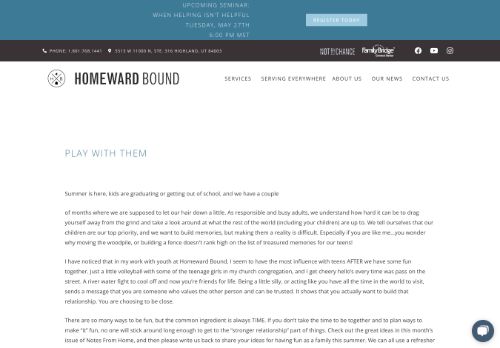 UPCOMING SEMINAR:
WHEN HELPING ISN'T HELPFUL
TUESDAY, MAY 27TH
6:00 PM MST
REGISTER TODAY
PHONE: 1.801.768.1441
5513 W 11000 N, STE. 316 HIGHLAND, UT 84003
NOT BY CHANCE
FamilyBridge
HOMEWARD BOUND
SERVICES SERVING EVERYWHERE ABOUT US OUR NEWS CONTACT US
PLAY WITH THEM
Summer is here, kids are graduating or getting out of school, and we have a couple
of months where we are supposed to let our hair down a little. As responsible and busy adults, we understand how hard it can be to drag
yourself away from the grind and take a look around at what the rest of the world (including your children) are up to. We tell ourselves that our
children are our top priority, and we want to build memories, but making them a reality is difficult. Especially if you are like me...you wonder
why moving the woodpile, or building a fence doesn't rank high on the list of treasured memories for our teens!
I have noticed that in my work with youth at Homeward Bound, I seem to have the most influence with teens AFTER we have some fun
together. Just a little volleyball with some of the teenage girls in my church congregation, and I get cheery hello's every time was pass on the
street. A river water fight to cool off and now you're friends for life. Being a little silly, or acting like you have all the time in the world to visit,
sends a message that you are someone who values the other person and can be trusted. It shows that you actually want to build that
relationship. You are choosing to be close.
There are so many ways to be fun, but the common ingredient is always TIME. If you don't take the time to be together and to plan ways to
make "it" fun, no one will stick around long enough to get to the "stronger relationship" part of things. Check out the great ideas in this month's
issue of Notes From Home, and then please write us back to share your ideas for having fun as a family this summer. We can all use a refresher